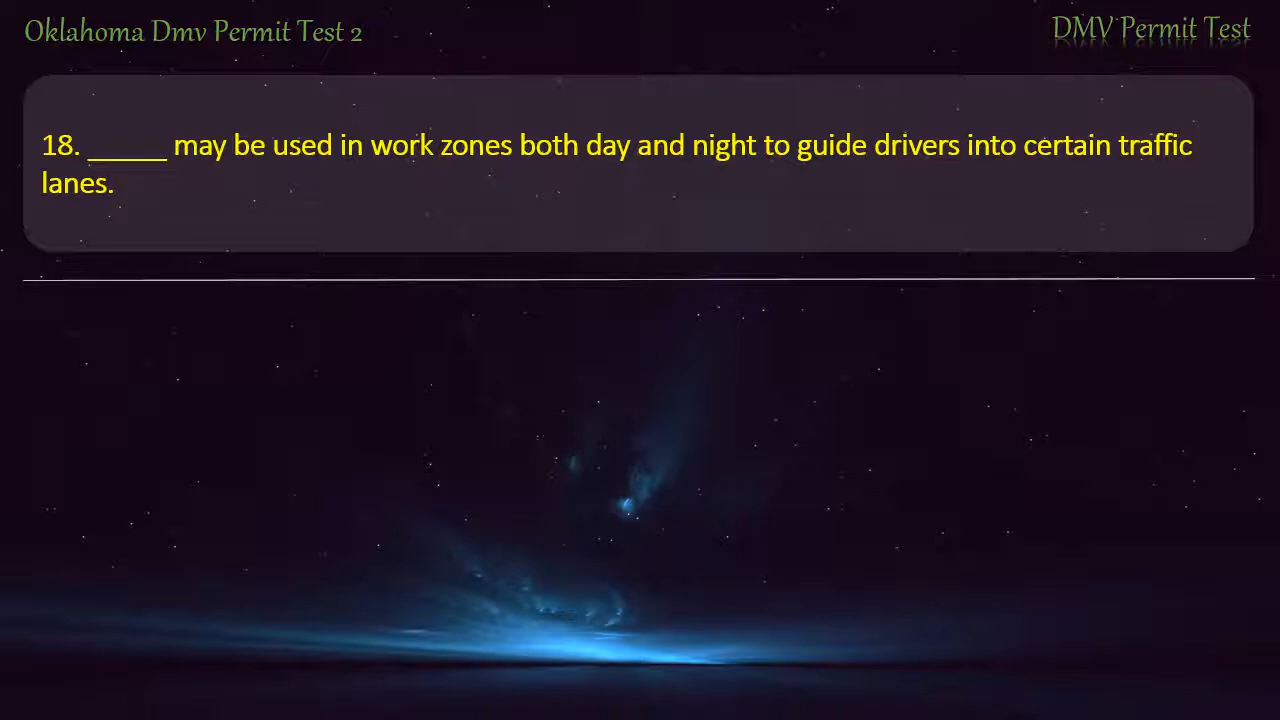 Oklahoma Dmv Permit Test 2
DMV Permit Test
18. _____ may be used in work zones both day and night to guide drivers into certain traffic
lanes.